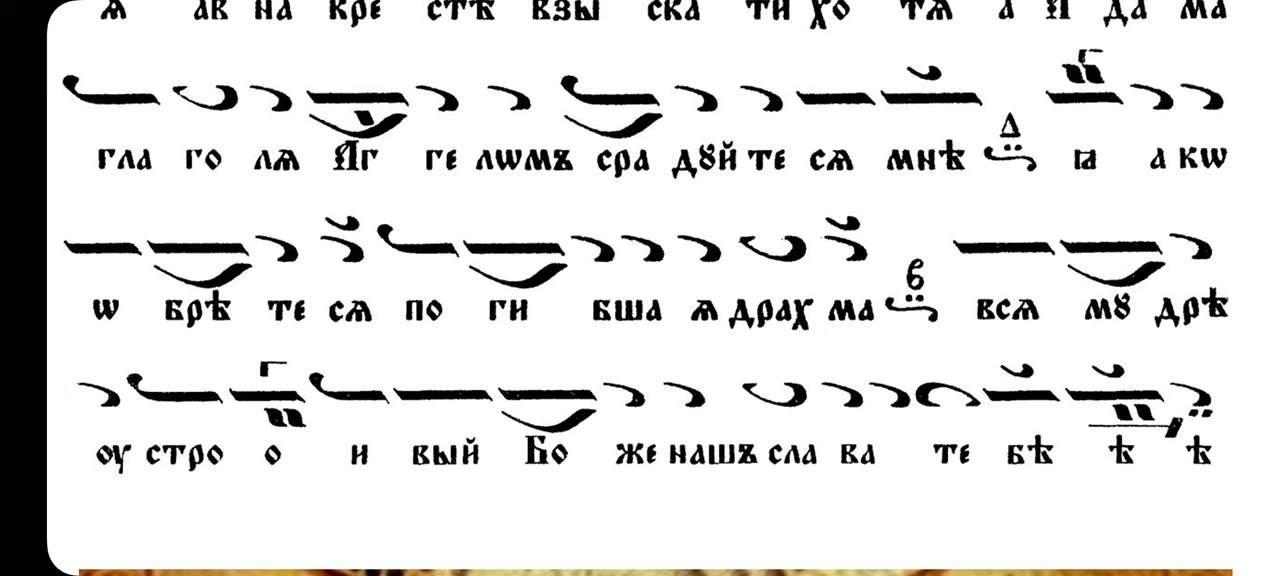 ѧ ав на кре стѣ взы ска ти хо тѧ а и да ма
гла го лѧ Аг ге лѡмъ сра дꙋй те сѧ мнѣ Δ ꙗ а кѡ
ѡ брѣ те сѧ по ги бша ѧ драх ма в всѧ мꙋ дрѣ
оу стро о и вый Бо же нашъ сла ва те бѣ ѣ ѣ